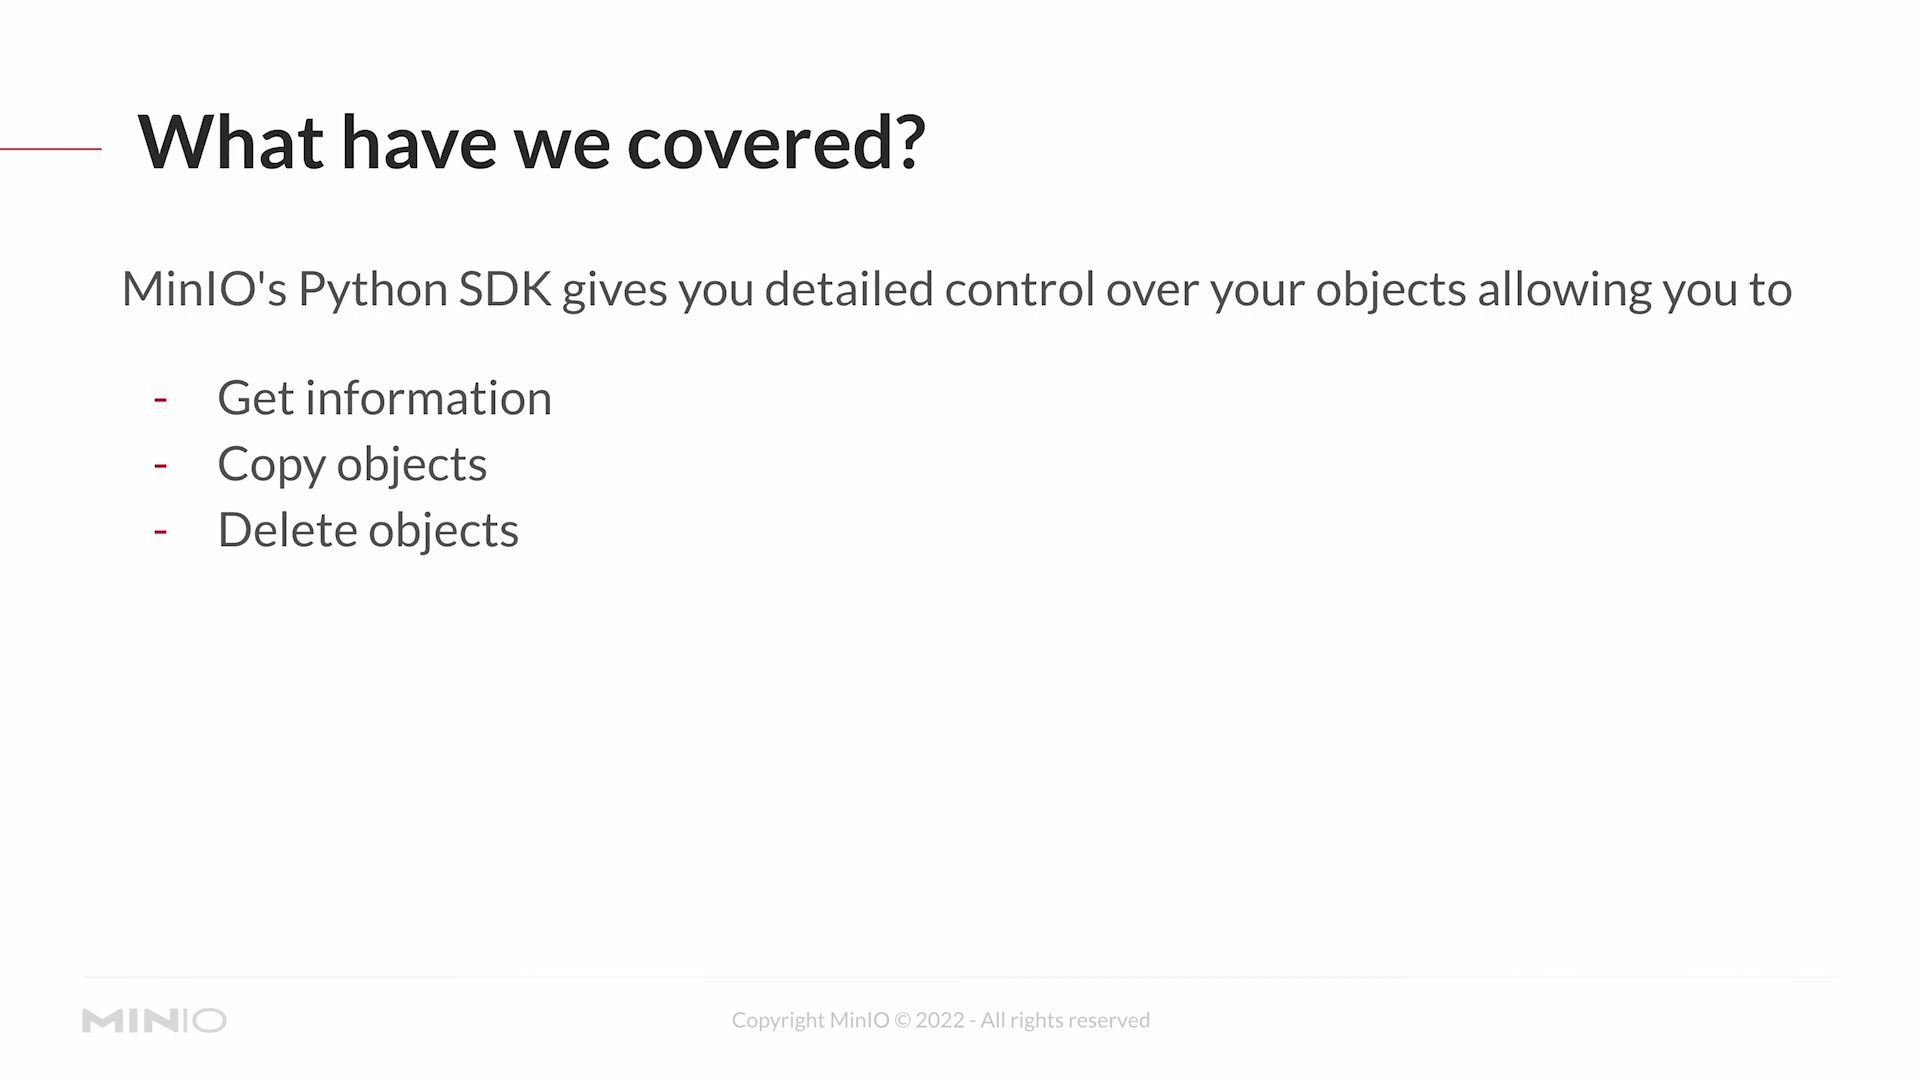 What have we covered?
MinIO's Python SDK gives you detailed control over your objects allowing you to
- Get information
- Copy objects
- Delete objects
MINIO
Copyright MinIO © 2022 - All rights reserved